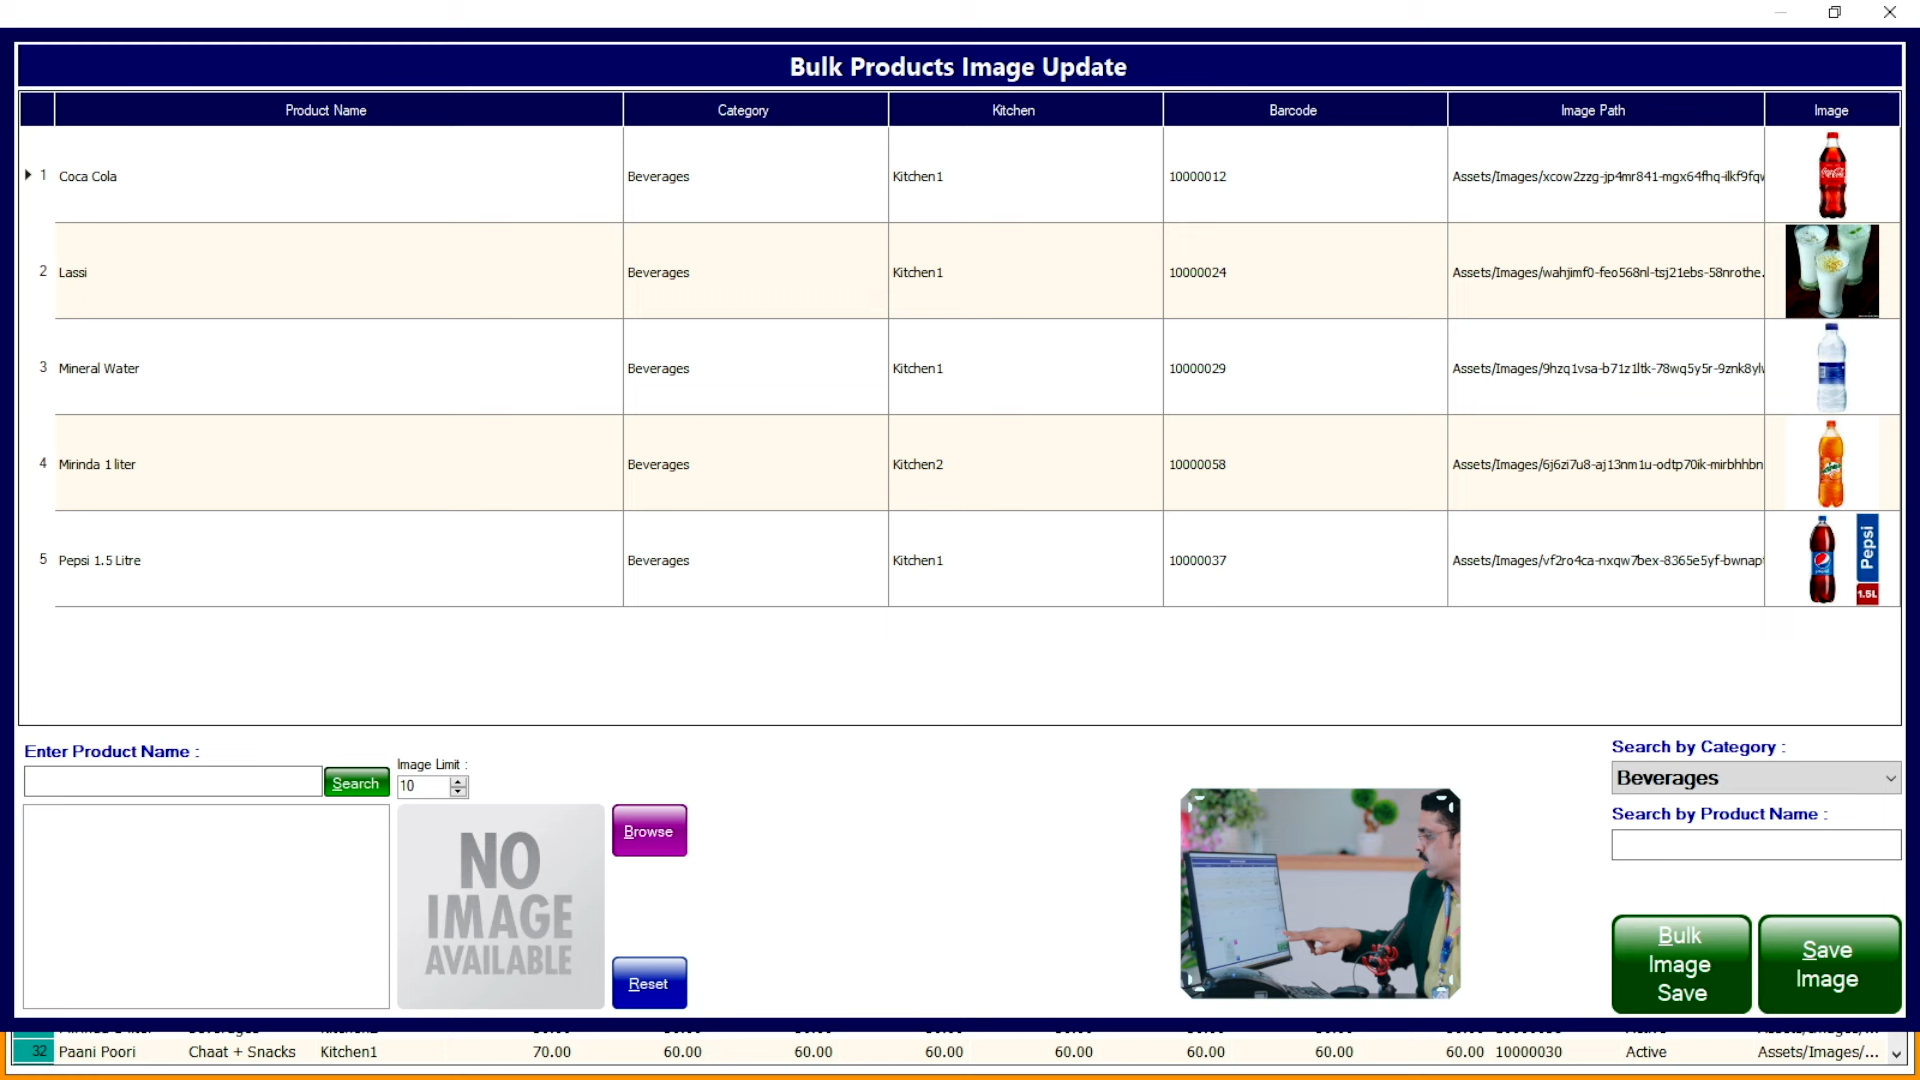 Bulk Products Image Update
Product Name Category Kitchen Barcode Image Path Image
1 Coca Cola Beverages Kitchen1 10000012 Assets/Images/xcow2zzg-jp4mr841-mgx64fhq-ilkf9fqw
2 Lassi Beverages Kitchen1 10000024 Assets/Images/wahjimf0-feo568nl-tsj21ebs-58nrothe.
3 Mineral Water Beverages Kitchen1 10000029 Assets/Images/9hzq1vsa-b71z1ltk-78wq5y5r-9znk8ylw
4 Mirinda 1 liter Beverages Kitchen2 10000058 Assets/Images/6j6zi7u8-aj13nm1u-odtp70ik-mirbhhbn
5 Pepsi 1.5 Litre Beverages Kitchen1 10000037 Assets/Images/vf2ro4ca-nxqw7bex-8365e5yf-bwnap
Pepsi
1.5L
Enter Product Name :
Search
Image Limit :
10
NO
IMAGE
AVAILABLE
Browse
Reset
Search by Category :
Beverages
Search by Product Name :
Bulk
Image
Save
Save
Image
32 Paani Poori Chaat + Snacks Kitchen1 70.00 60.00 60.00 60.00 60.00 60.00 60.00 60.00 10000030 Active Assets/Images/...